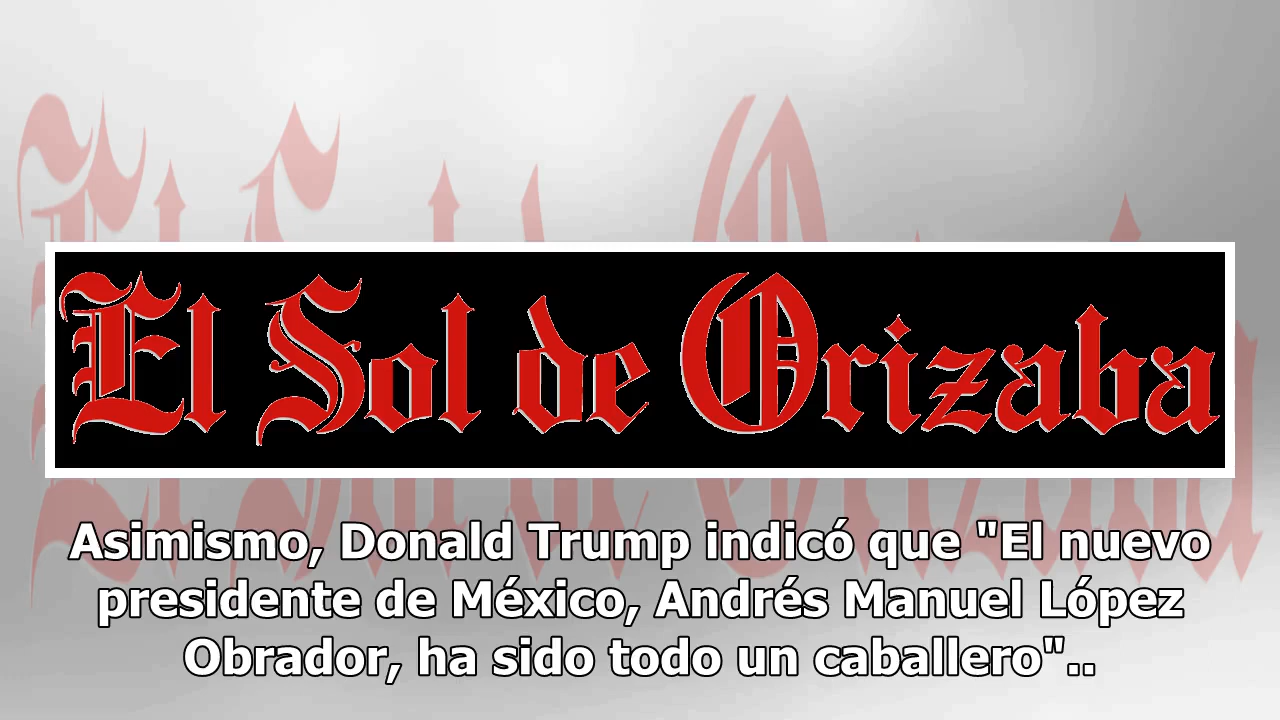 El Sol de Orizaba
Asimismo, Donald Trump indicó que "El nuevo
presidente de México, Andrés Manuel López
Obrador, ha sido todo un caballero"..